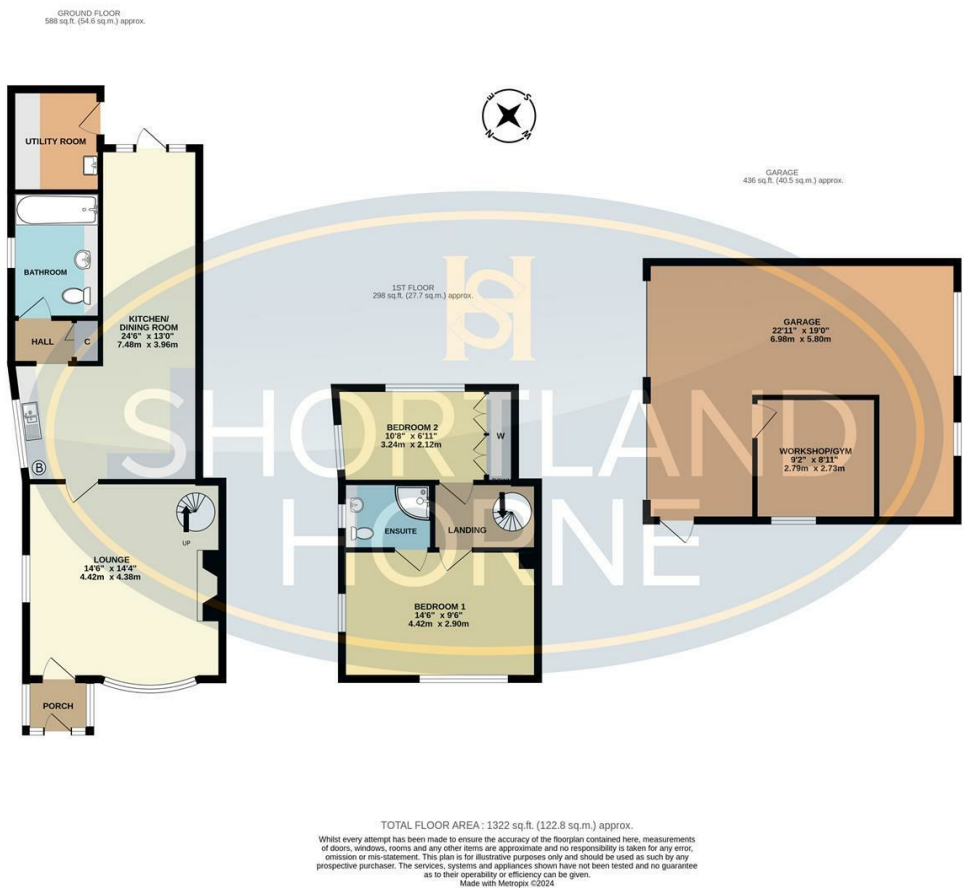 GROUND FLOOR
588 sq.ft. (54.6 sq.m.) approx.
UTILITY ROOM
BATHROOM
HALL
C
KITCHEN/
DINING ROOM
24'6" x 13'0"
7.48m x 3.96m
B
LOUNGE
14'6" x 14'4"
4.42m x 4.38m
UP
PORCH
E
S
N
W
1ST FLOOR
298 sq.ft. (27.7 sq.m.) approx.
BEDROOM 2
10'8" x 6'11"
3.24m x 2.12m
W
ENSUITE
LANDING
BEDROOM 1
14'6" x 9'6"
4.42m x 2.90m
GARAGE
436 sq.ft. (40.5 sq.m.) approx.
GARAGE
22'11" x 19'0"
6.98m x 5.80m
WORKSHOP/GYM
9'2" x 8'11"
2.79m x 2.73m
HS
SHORTLAND
HORNE
TOTAL FLOOR AREA : 1322 sq.ft. (122.8 sq.m.) approx.
Whilst every attempt has been made to ensure the accuracy of the floorplan contained here, measurements
of doors, windows, rooms and any other items are approximate and no responsibility is taken for any error,
omission or mis-statement. This plan is for illustrative purposes only and should be used as such by any
prospective purchaser. The services, systems and appliances shown have not been tested and no guarantee
as to their operability or efficiency can be given.
Made with Metropix ©2024